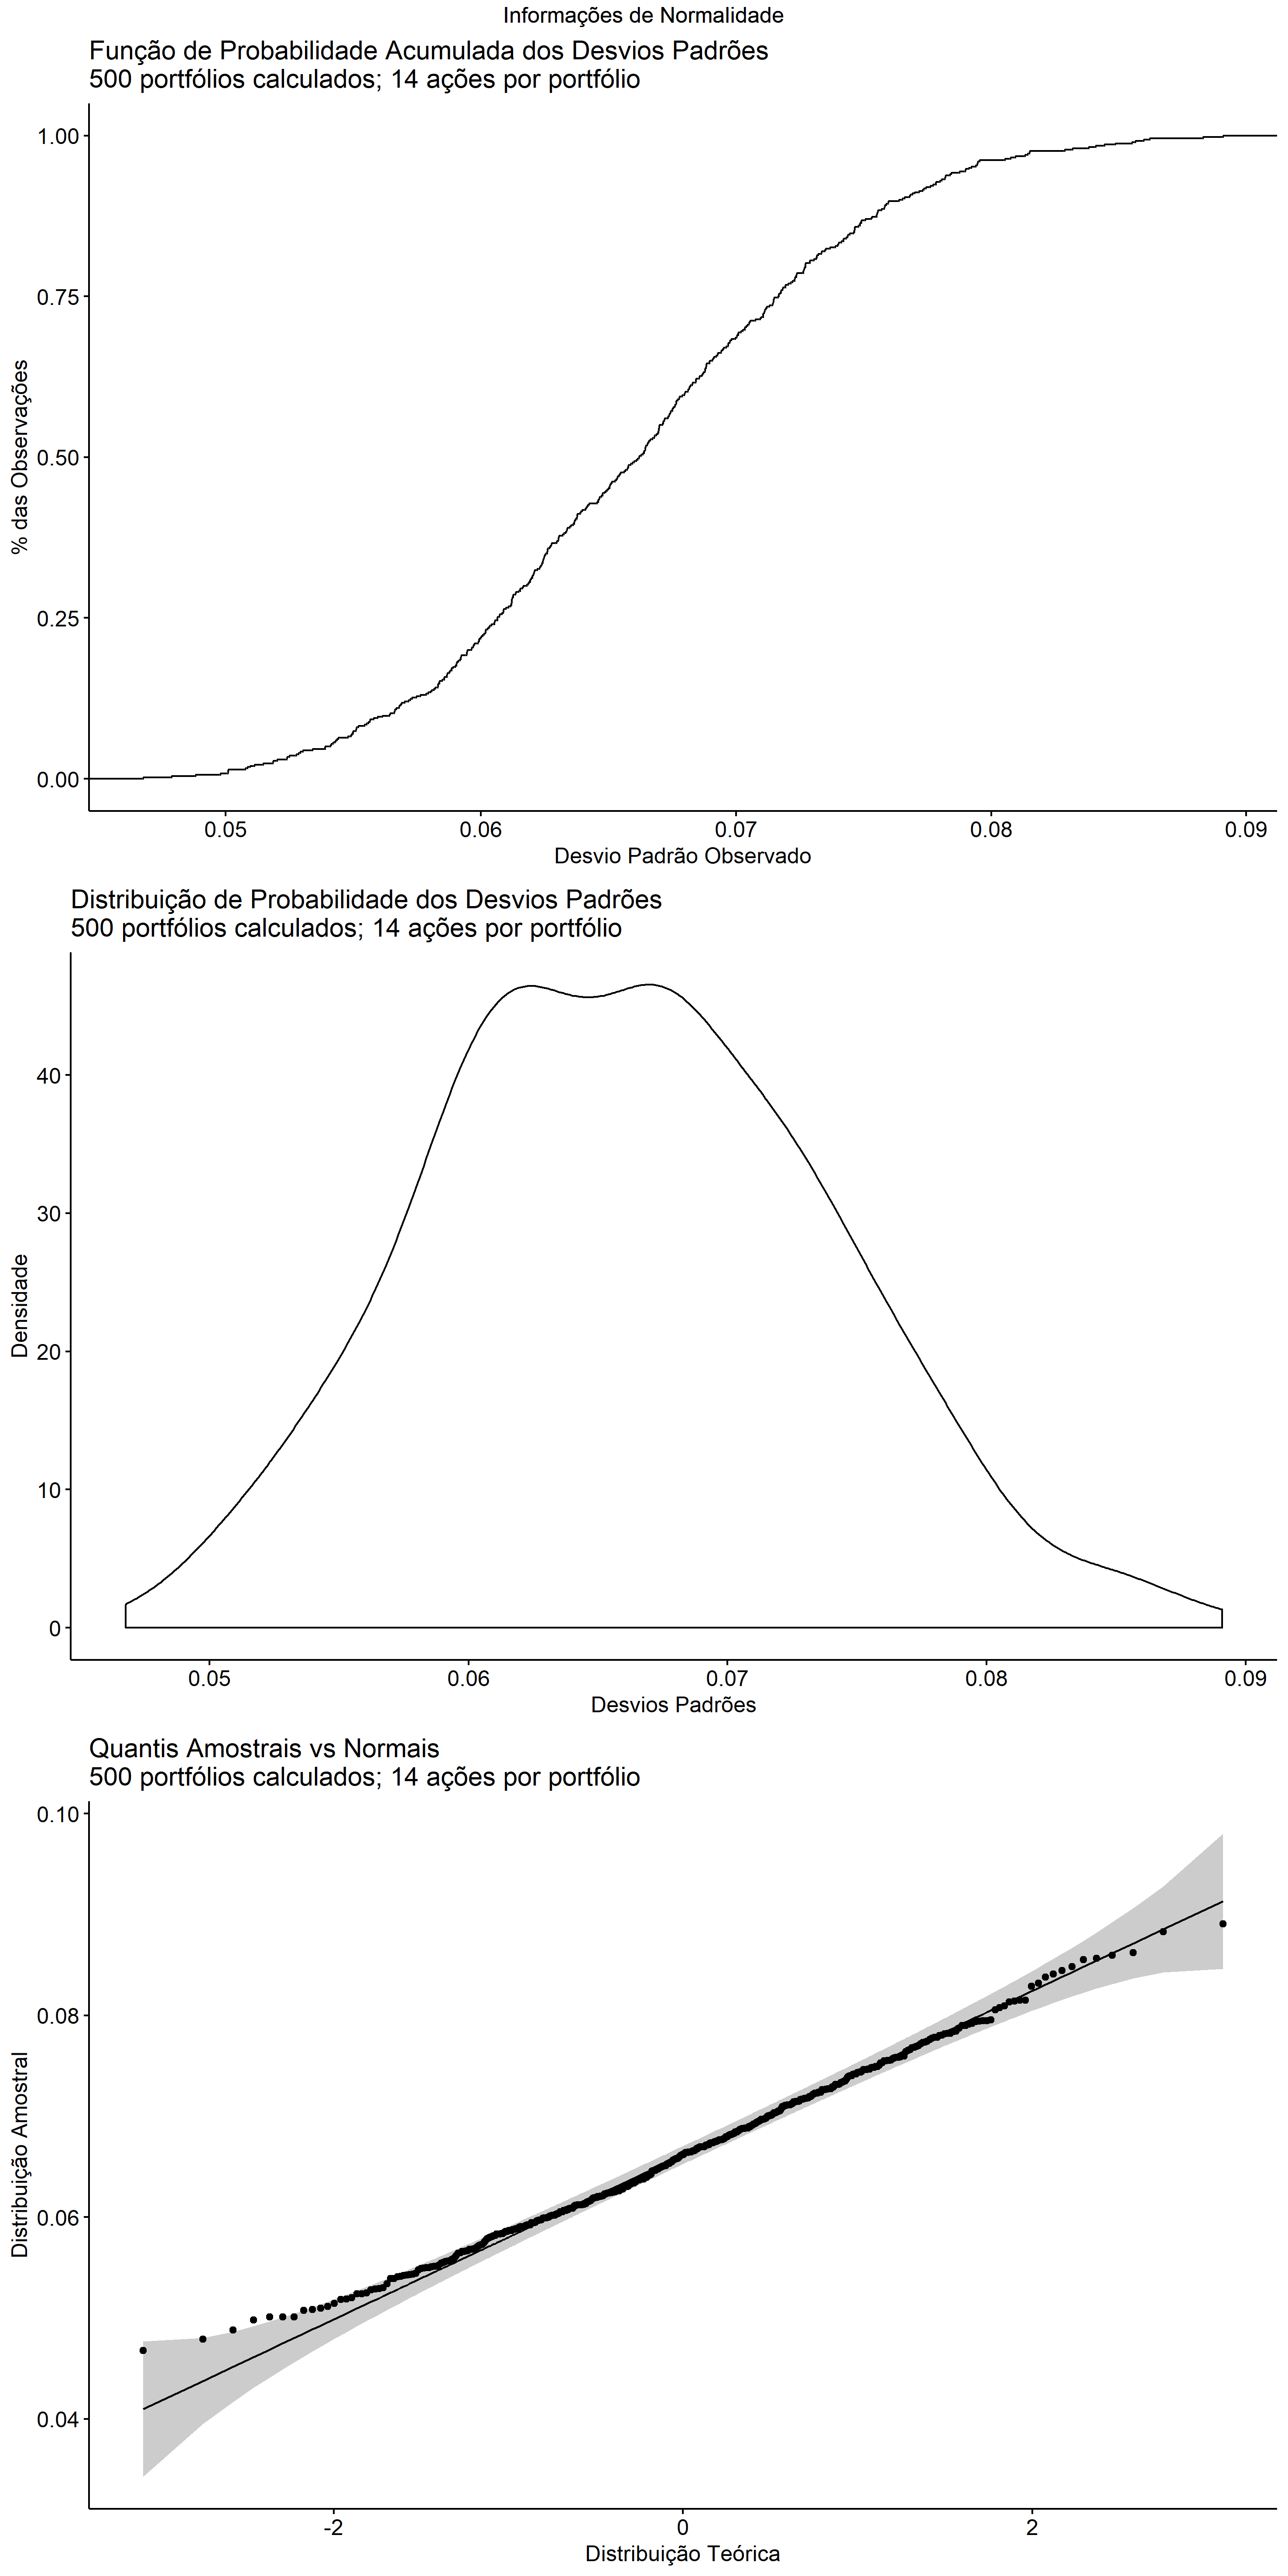 Informações de Normalidade
Função de Probabilidade Acumulada dos Desvios Padrões
500 portfólios calculados; 14 ações por portfólio
1.00
0.75
0.50
0.25
0.00
% das Observações
0.05 0.06 0.07 0.08 0.09
Desvio Padrão Observado
Distribuição de Probabilidade dos Desvios Padrões
500 portfólios calculados; 14 ações por portfólio
40
30
20
10
0
Densidade
0.05 0.06 0.07 0.08 0.09
Desvios Padrões
Quantis Amostrais vs Normais
500 portfólios calculados; 14 ações por portfólio
0.10
0.08
0.06
0.04
Distribuição Amostral
-2 0 2
Distribuição Teórica